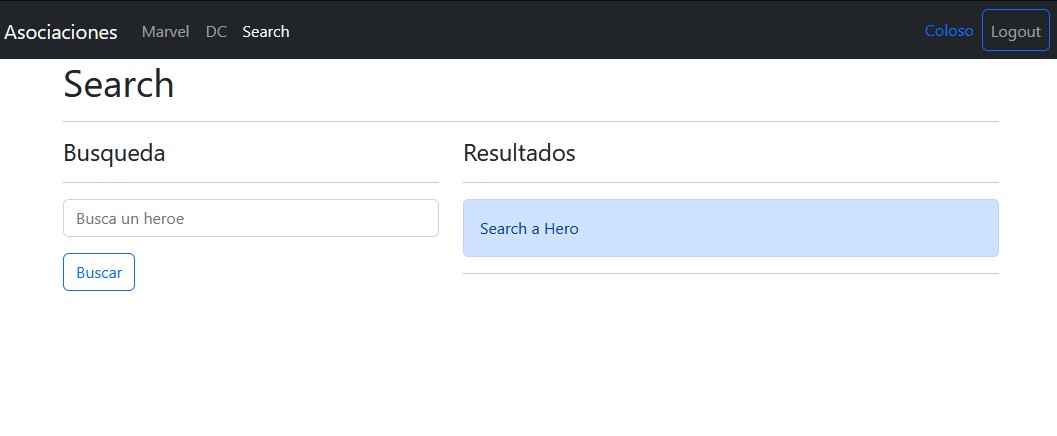 Asociaciones Marvel DC Search Coloso Logout
Search
Busqueda
Busca un heroe
Buscar
Resultados
Search a Hero